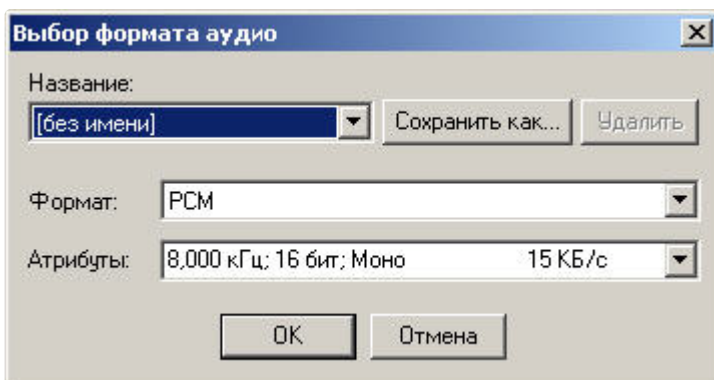 Выбор формата аудио
Название:
[без имени] Сохранить как... Удалить
Формат: PCM
Атрибуты: 8,000 кГц; 16 бит; Моно 15 КБ/с
OK Отмена